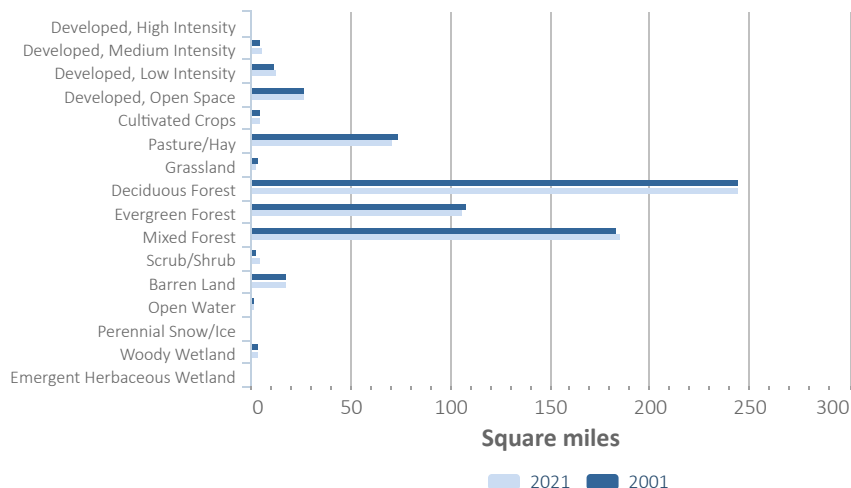 Developed, High Intensity
Developed, Medium Intensity
Developed, Low Intensity
Developed, Open Space
Cultivated Crops
Pasture/Hay
Grassland
Deciduous Forest
Evergreen Forest
Mixed Forest
Scrub/Shrub
Barren Land
Open Water
Perennial Snow/Ice
Woody Wetland
Emergent Herbaceous Wetland
0 50 100 150 200 250 300
Square miles
2021 2001